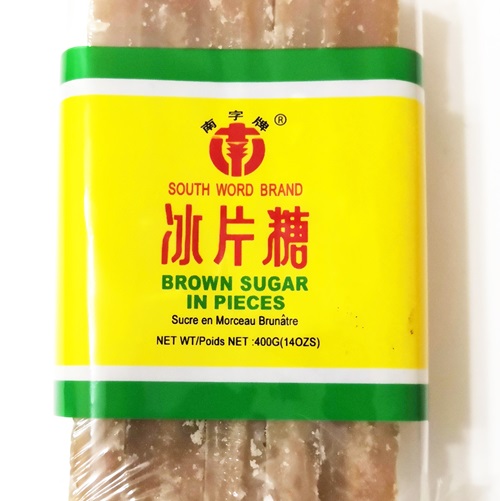 南字牌®
SOUTH WORD BRAND
冰片糖
BROWN SUGAR
IN PIECES
Sucre en Morceau Brunâtre
NET WT/Poids NET :400G(14OZS)